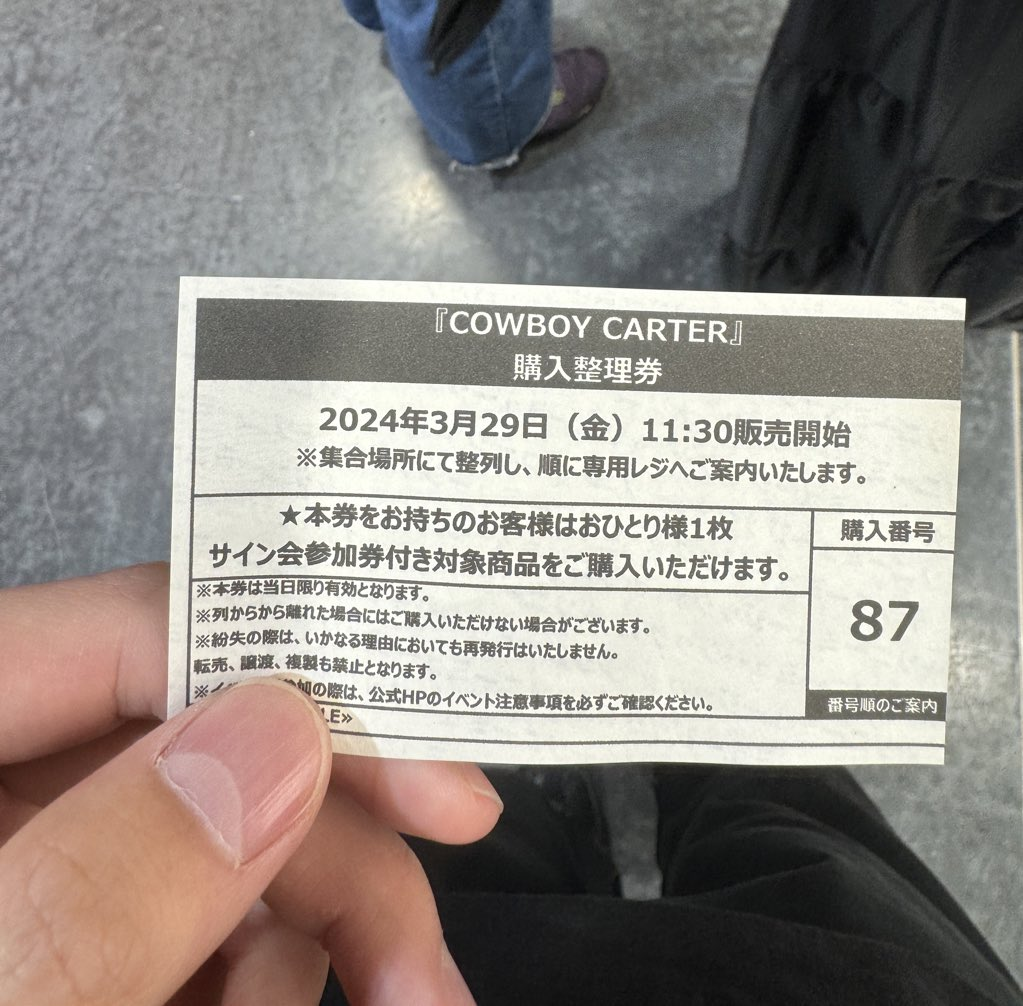 『COWBOY CARTER』
購入整理券
2024年3月29日（金）11:30販売開始
※集合場所にて整列し、順に専用レジへご案内いたします。
★本券をお持ちのお客様はおひとり様1枚
サイン会参加券付き対象商品をご購入いただけます。
※本券は当日限り有効となります。
※列からから離れた場合にはご購入いただけない場合がございます。
※紛失の際は、いかなる理由においても再発行はいたしません。
転売、譲渡、複製も禁止となります。
※ 参加の際は、公式HPのイベント注意事項を必ずご確認ください。
LE»
購入番号
87
番号順のご案内